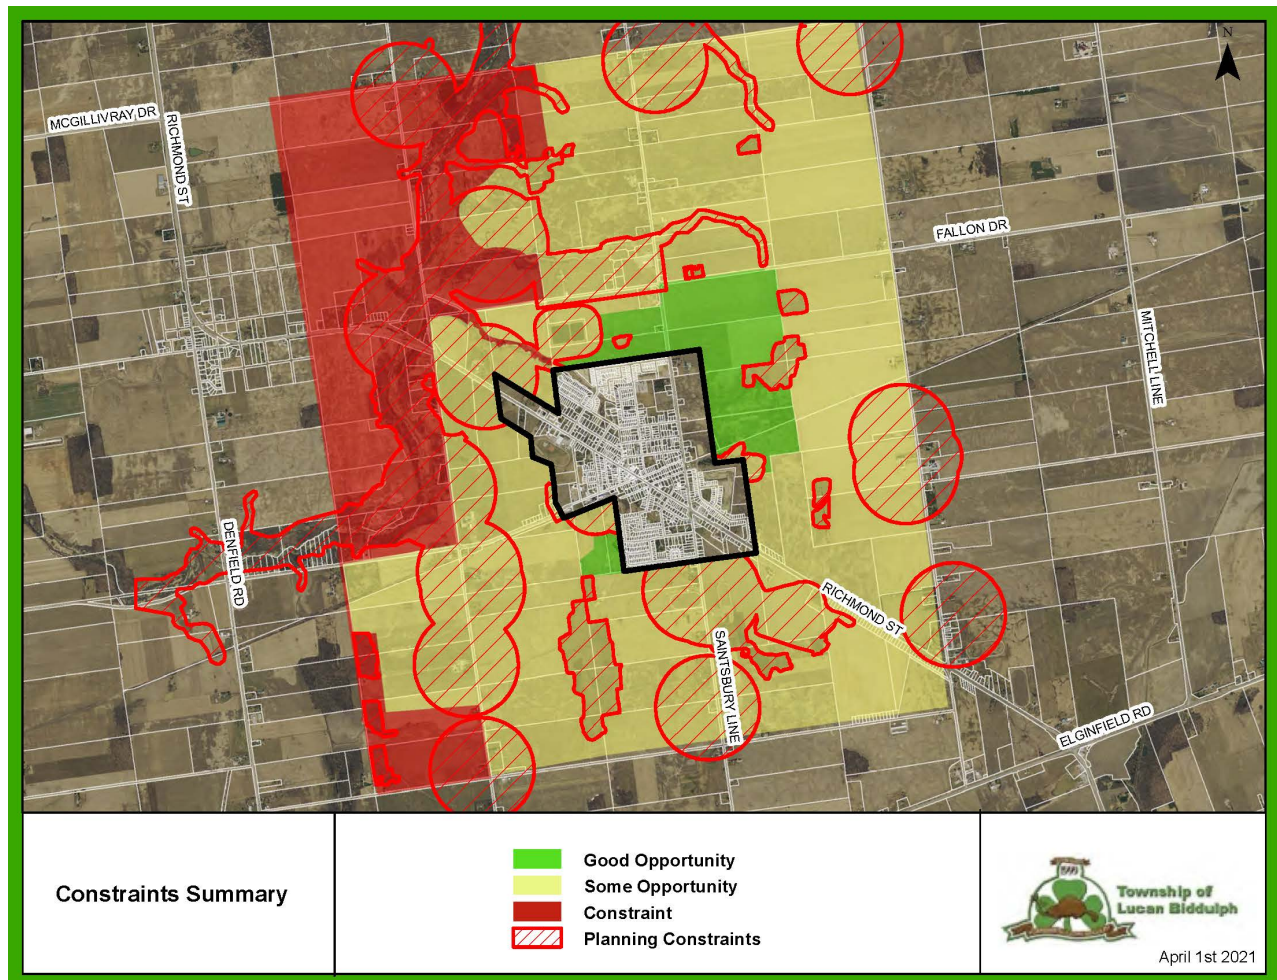 N
MCGILLIVRAY DR
RICHMOND ST
FALLON DR
MITCHELL LINE
DENFIELD RD
RICHMOND ST
SAINTSBURY LINE
ELGINFIELD RD
Constraints Summary
Good Opportunity
Some Opportunity
Constraint
Planning Constraints
Township of
Lucan Biddulph
April 1st 2021